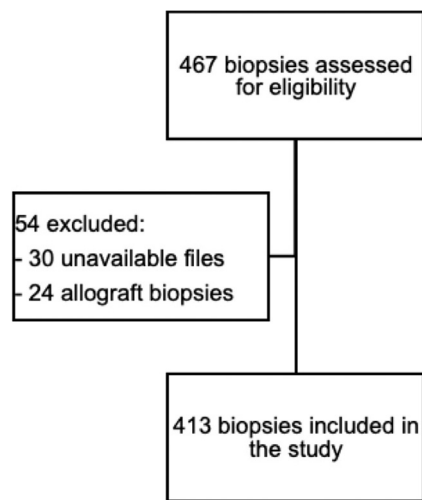 467 biopsies assessed
for eligibility
54 excluded:
- 30 unavailable files
- 24 allograft biopsies
413 biopsies included in
the study